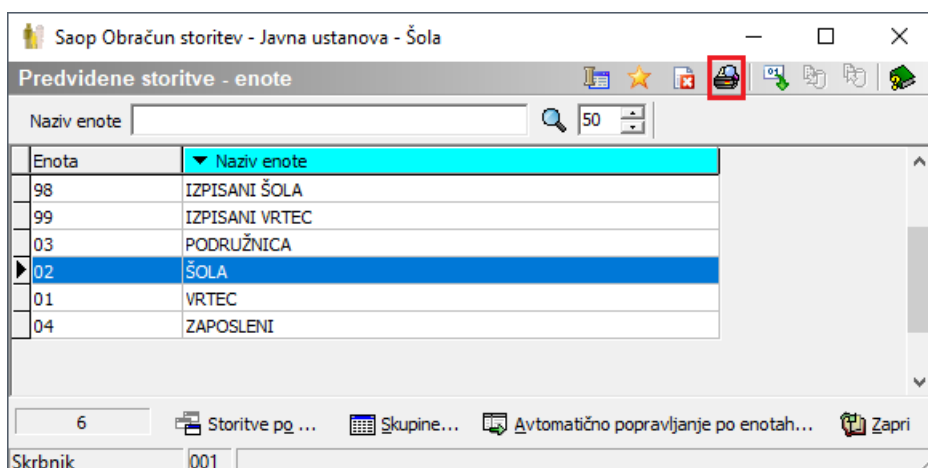 Saop Obračun storitev - Javna ustanova - Šola
Predvidene storitve - enote
Naziv enote 50
Enota Naziv enote
98 IZPISANI ŠOLA
99 IZPISANI VRTEC
03 PODRUŽNICA
02 ŠOLA
01 VRTEC
04 ZAPOSLENI
6 Storitve po ... Skupine... Avtomatično popravljanje po enotah... Zapri
Skrbnik 001